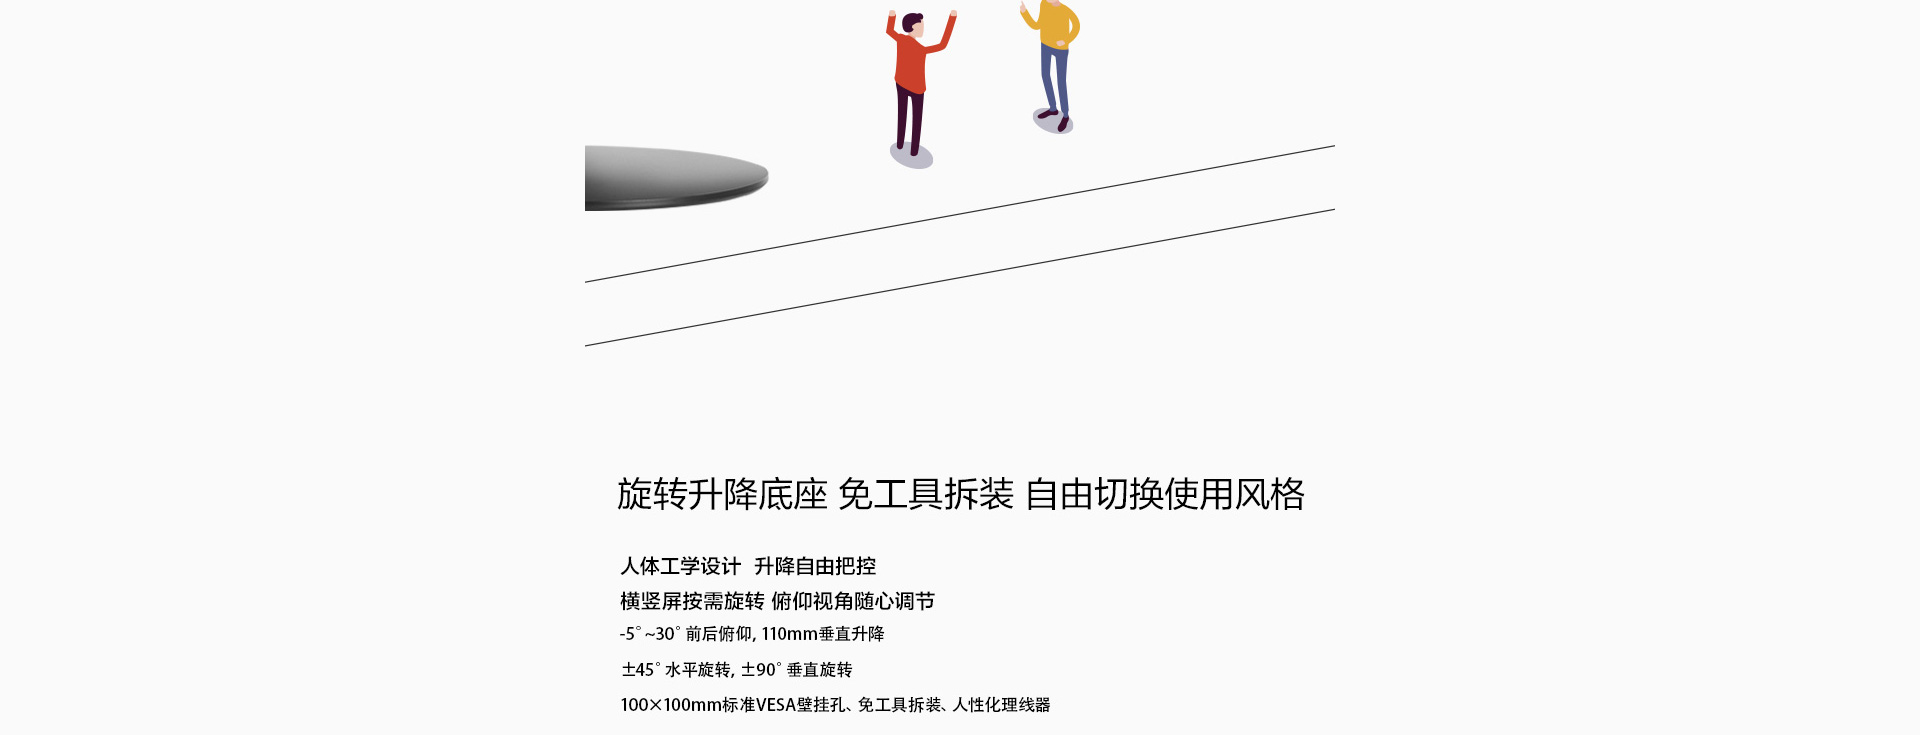 旋转升降底座 免工具拆装 自由切换使用风格
人体工学设计 升降自由把控
横竖屏按需旋转 俯仰视角随心调节
-5°~30°前后俯仰, 110mm垂直升降
±45°水平旋转, ±90°垂直旋转
100×100mm标准VESA壁挂孔、免工具拆装、人性化理线器